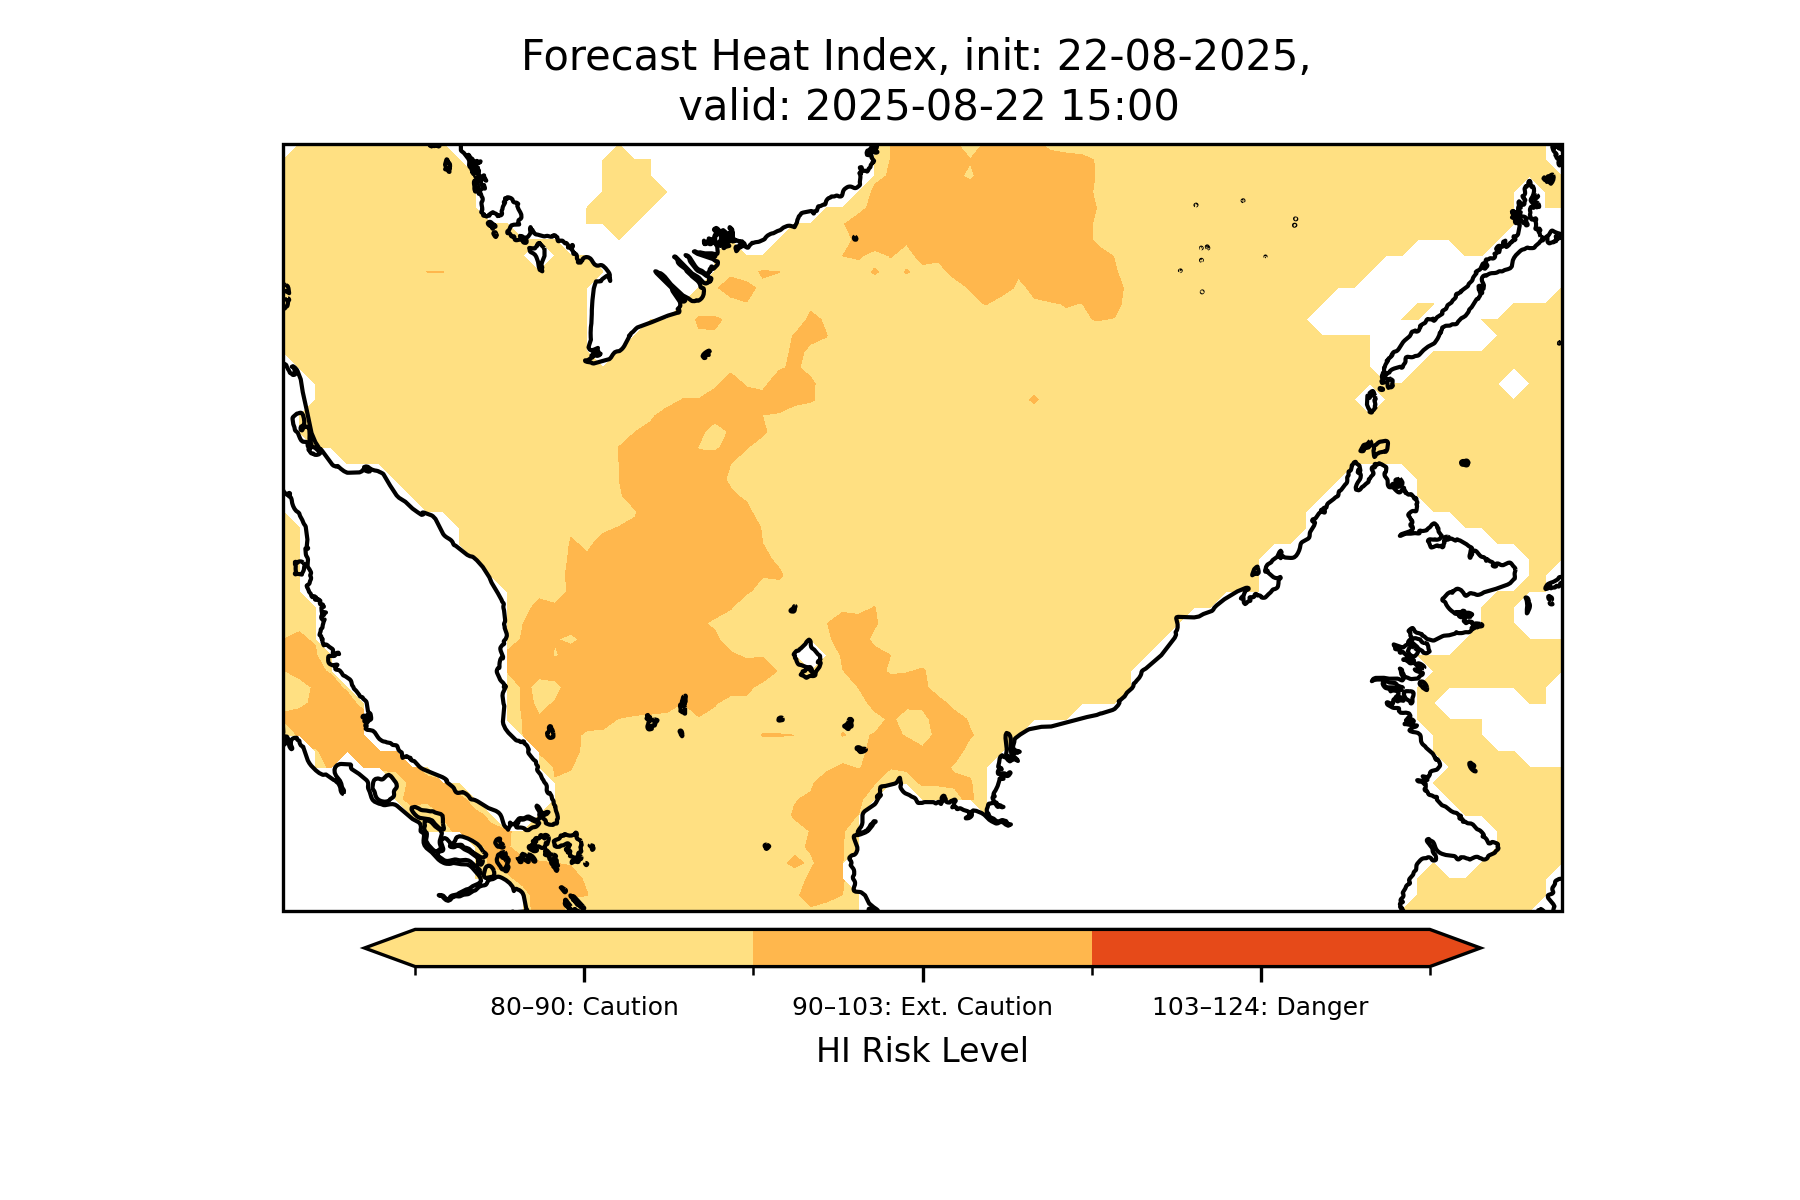 Forecast Heat Index, init: 22-08-2025,
valid: 2025-08-22 15:00
80–90: Caution
90–103: Ext. Caution
103–124: Danger
HI Risk Level